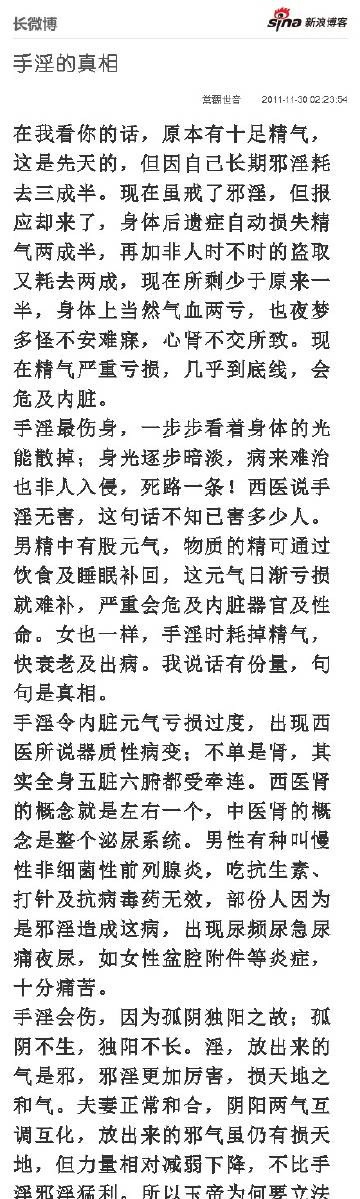 长微博
sina 新浪博客
手淫的真相
2011-11-30 02:23:54
在我看你的话，原本有十足精气，
这是先天的，但因自己长期邪淫耗
去三成半。现在虽戒了邪淫，但报
应却来了，身体后遗症自动损失精
气两成半，再加非人时不时的盗取
又耗去两成，现在所剩少于原来一
半，身体上当然气血两亏，也夜梦
多怪不安难寐，心肾不交所致。现
在精气严重亏损，几乎到底线，会
危及内脏。
手淫最伤身，一步步看着身体的光
能散掉；身光逐步暗淡，病来难治
也非人入侵，死路一条！西医说手
淫无害，这句话不知已害多少人。
男精中有股元气，物质的精可通过
饮食及睡眠补回，这元气日渐亏损
就难补，严重会危及内脏器官及性
命。女也一样，手淫时耗掉精气，
快衰老及出病。我说话有份量，句
句是真相。
手淫令内脏元气亏损过度，出现西
医所说器质性病变；不单是肾，其
实全身五脏六腑都受牵连。西医肾
的概念就是左右一个，中医肾的概
念是整个泌尿系统。男性有种叫慢
性非细菌性前列腺炎，吃抗生素、
打针及抗病毒药无效，部份人因为
是邪淫造成这病，出现尿频尿急尿
痛夜尿，如女性盆腔附件等炎症，
十分痛苦。
手淫会伤，因为孤阴独阳之故；孤
阴不生，独阳不长。淫，放出来的
气是邪，邪淫更加厉害，损天地之
和气。夫妻正常和合，阴阳两气互
调互化，放出来的邪气虽仍有损天
地，但力量相对减弱下降，不比手
淫邪淫猛利。所以玉帝为何要立法